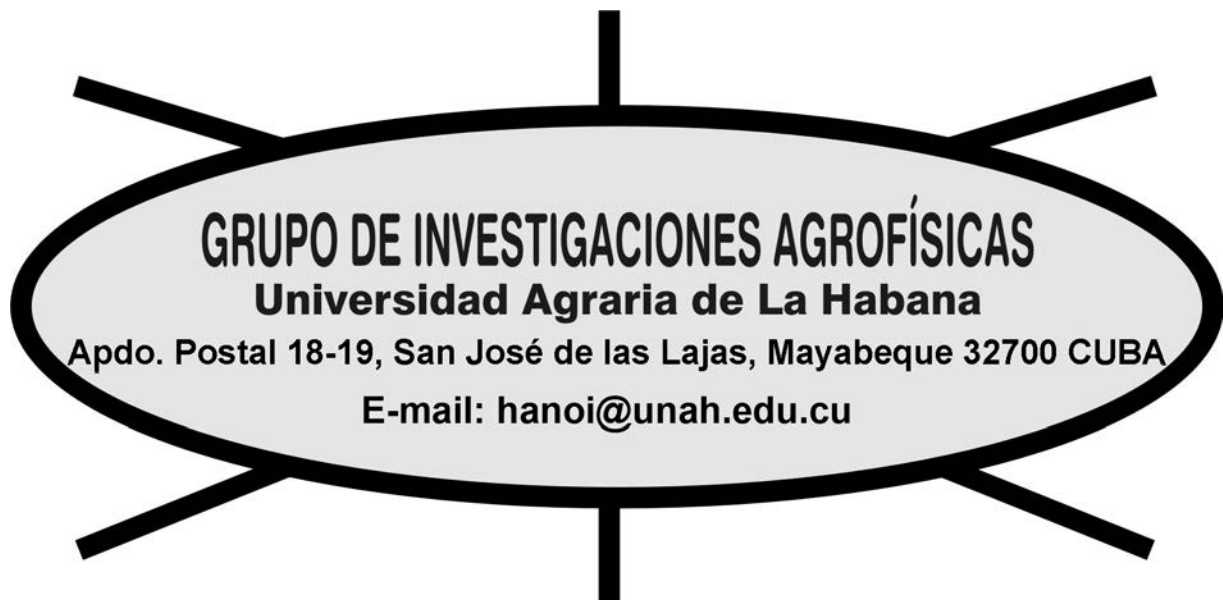 GRUPO DE INVESTIGACIONES AGROFÍSICAS
Universidad Agraria de La Habana
Apdo. Postal 18-19, San José de las Lajas, Mayabeque 32700 CUBA
E-mail: hanoi@unah.edu.cu